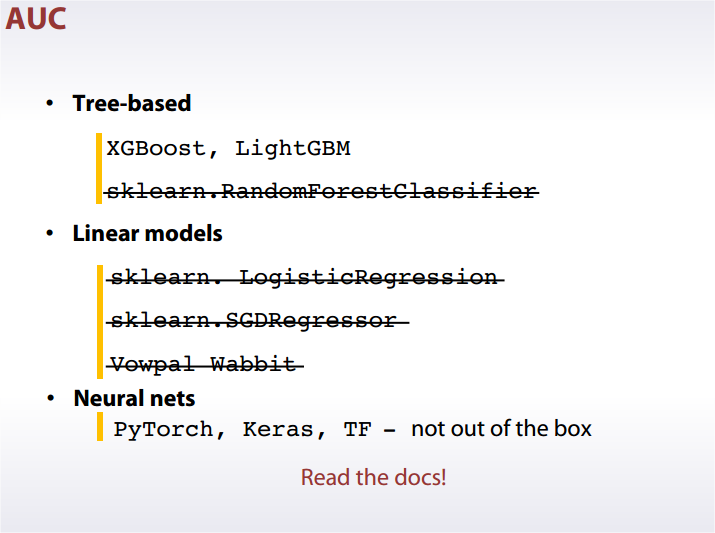 AUC
• Tree-based
XGBoost, LightGBM
sklearn.RandomForestClassifier
• Linear models
sklearn. LogisticRegression
sklearn.SGDRegressor
Vowpal Wabbit
• Neural nets
PyTorch, Keras, TF – not out of the box
Read the docs!